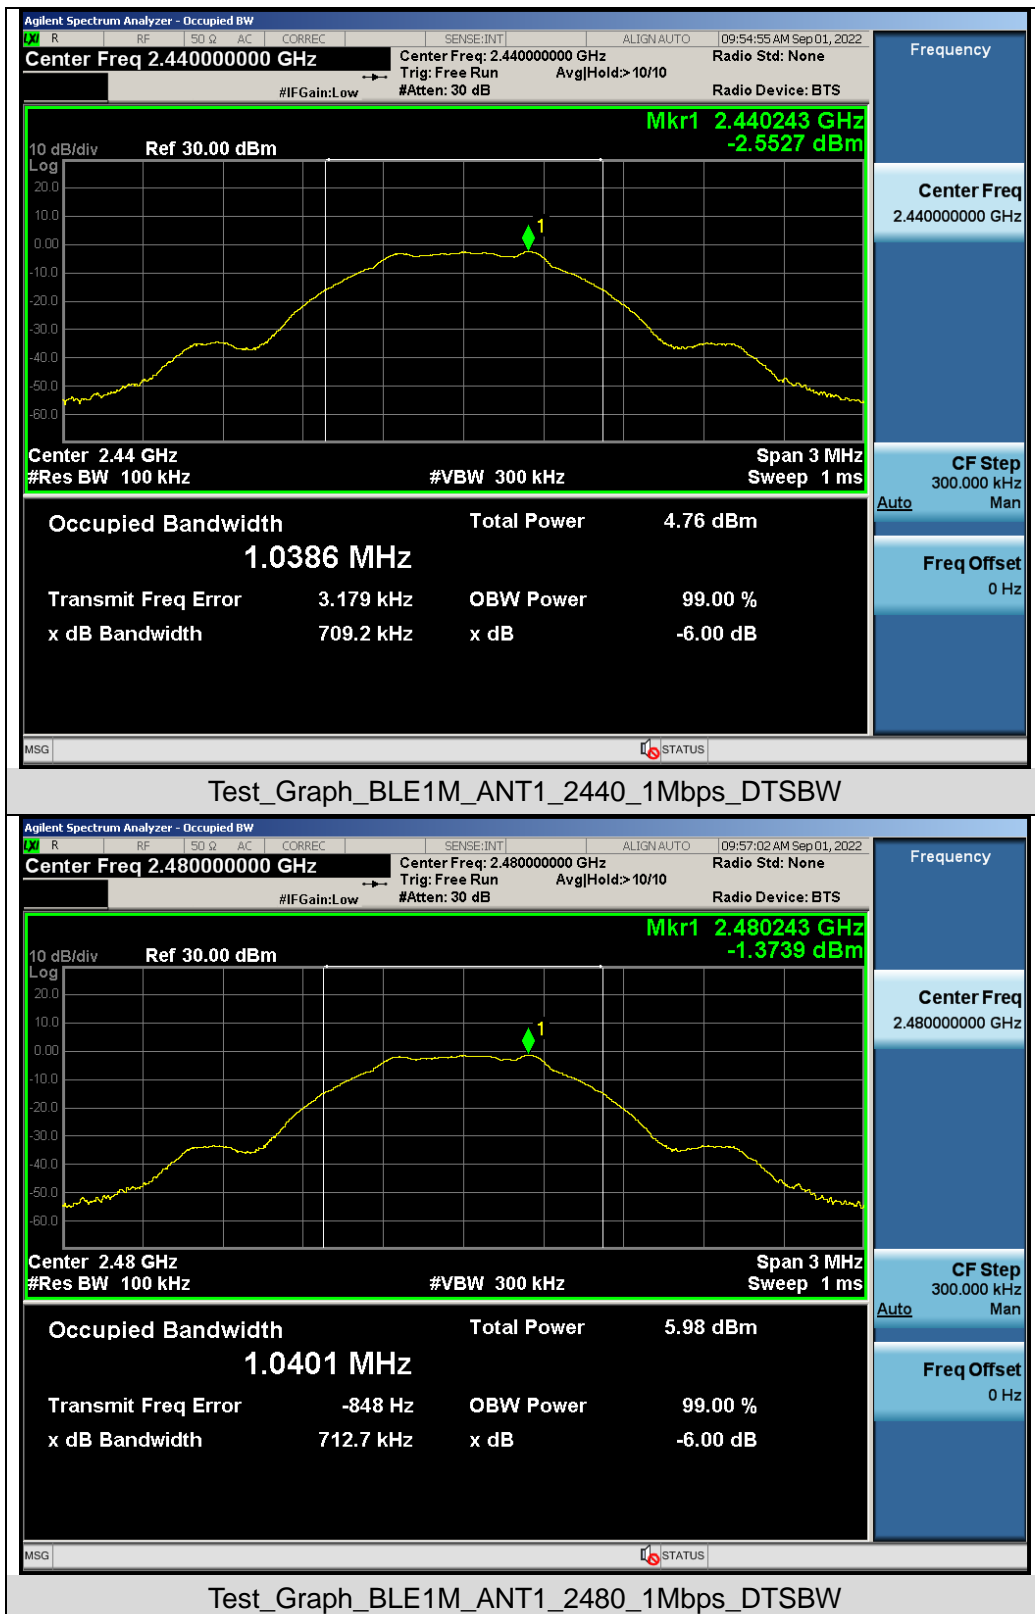 Agilent Spectrum Analyzer - Occupied BW
LXI R RF 50 Ω AC CORREC SENSE:INT ALIGN AUTO 09:54:55 AM Sep 01, 2022
Center Freq 2.440000000 GHz Center Freq: 2.440000000 GHz Radio Std: None
Trig: Free Run Avg|Hold:> 10/10
#IFGain:Low #Atten: 30 dB Radio Device: BTS
Frequency
Mkr1 2.440243 GHz
-2.5527 dBm
10 dB/div Ref 30.00 dBm
Log
20.0
10.0
0.00
-10.0
-20.0
-30.0
-40.0
-50.0
-60.0
1
Center 2.44 GHz Span 3 MHz
#Res BW 100 kHz #VBW 300 kHz Sweep 1 ms
Occupied Bandwidth Total Power 4.76 dBm
1.0386 MHz
Transmit Freq Error 3.179 kHz OBW Power 99.00 %
x dB Bandwidth 709.2 kHz x dB -6.00 dB
Center Freq
2.440000000 GHz
CF Step
300.000 kHz
Auto Man
Freq Offset
0 Hz
MSG STATUS
Test_Graph_BLE1M_ANT1_2440_1Mbps_DTSBW
Agilent Spectrum Analyzer - Occupied BW
LXI R RF 50 Ω AC CORREC SENSE:INT ALIGN AUTO 09:57:02 AM Sep 01, 2022
Center Freq 2.480000000 GHz Center Freq: 2.480000000 GHz Radio Std: None
Trig: Free Run Avg|Hold:> 10/10
#IFGain:Low #Atten: 30 dB Radio Device: BTS
Frequency
Mkr1 2.480243 GHz
-1.3739 dBm
10 dB/div Ref 30.00 dBm
Log
20.0
10.0
0.00
-10.0
-20.0
-30.0
-40.0
-50.0
-60.0
1
Center 2.48 GHz Span 3 MHz
#Res BW 100 kHz #VBW 300 kHz Sweep 1 ms
Occupied Bandwidth Total Power 5.98 dBm
1.0401 MHz
Transmit Freq Error -848 Hz OBW Power 99.00 %
x dB Bandwidth 712.7 kHz x dB -6.00 dB
Center Freq
2.480000000 GHz
CF Step
300.000 kHz
Auto Man
Freq Offset
0 Hz
MSG STATUS
Test_Graph_BLE1M_ANT1_2480_1Mbps_DTSBW